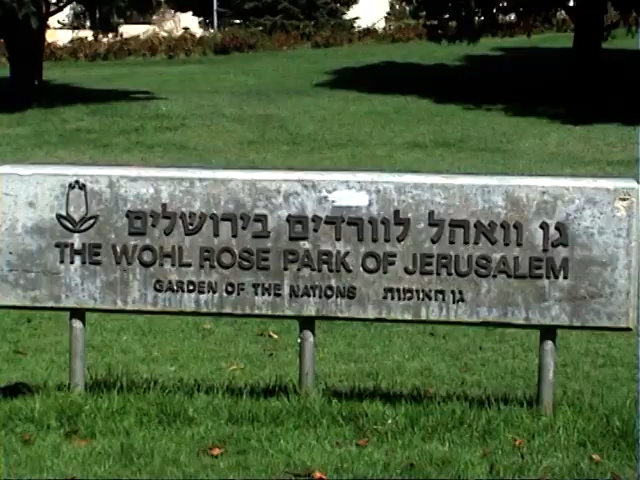 גן וואהל לוורדים בירושלים
THE WOHL ROSE PARK OF JERUSALEM
GARDEN OF THE NATIONS גן האומות